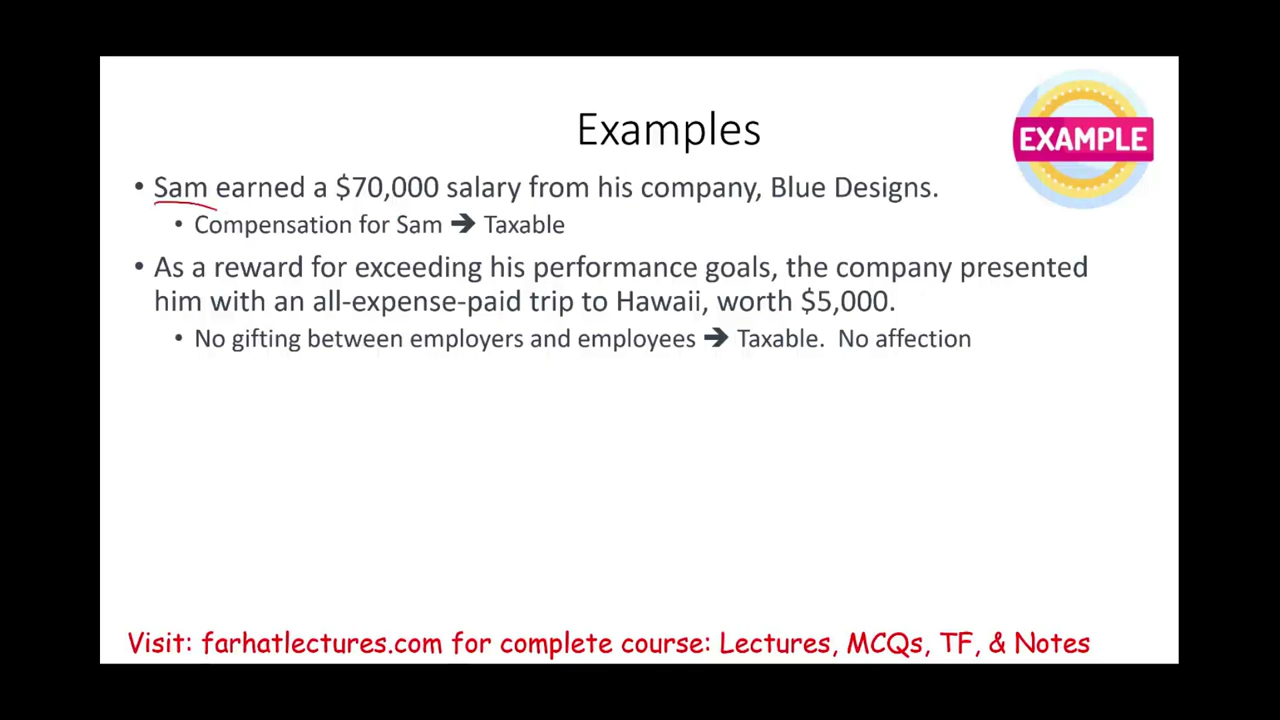 Examples
EXAMPLE
• Sam earned a $70,000 salary from his company, Blue Designs.
• Compensation for Sam → Taxable
• As a reward for exceeding his performance goals, the company presented
him with an all-expense-paid trip to Hawaii, worth $5,000.
• No gifting between employers and employees → Taxable.  No affection
Visit: farhatlectures.com for complete course: Lectures, MCQs, TF, & Notes